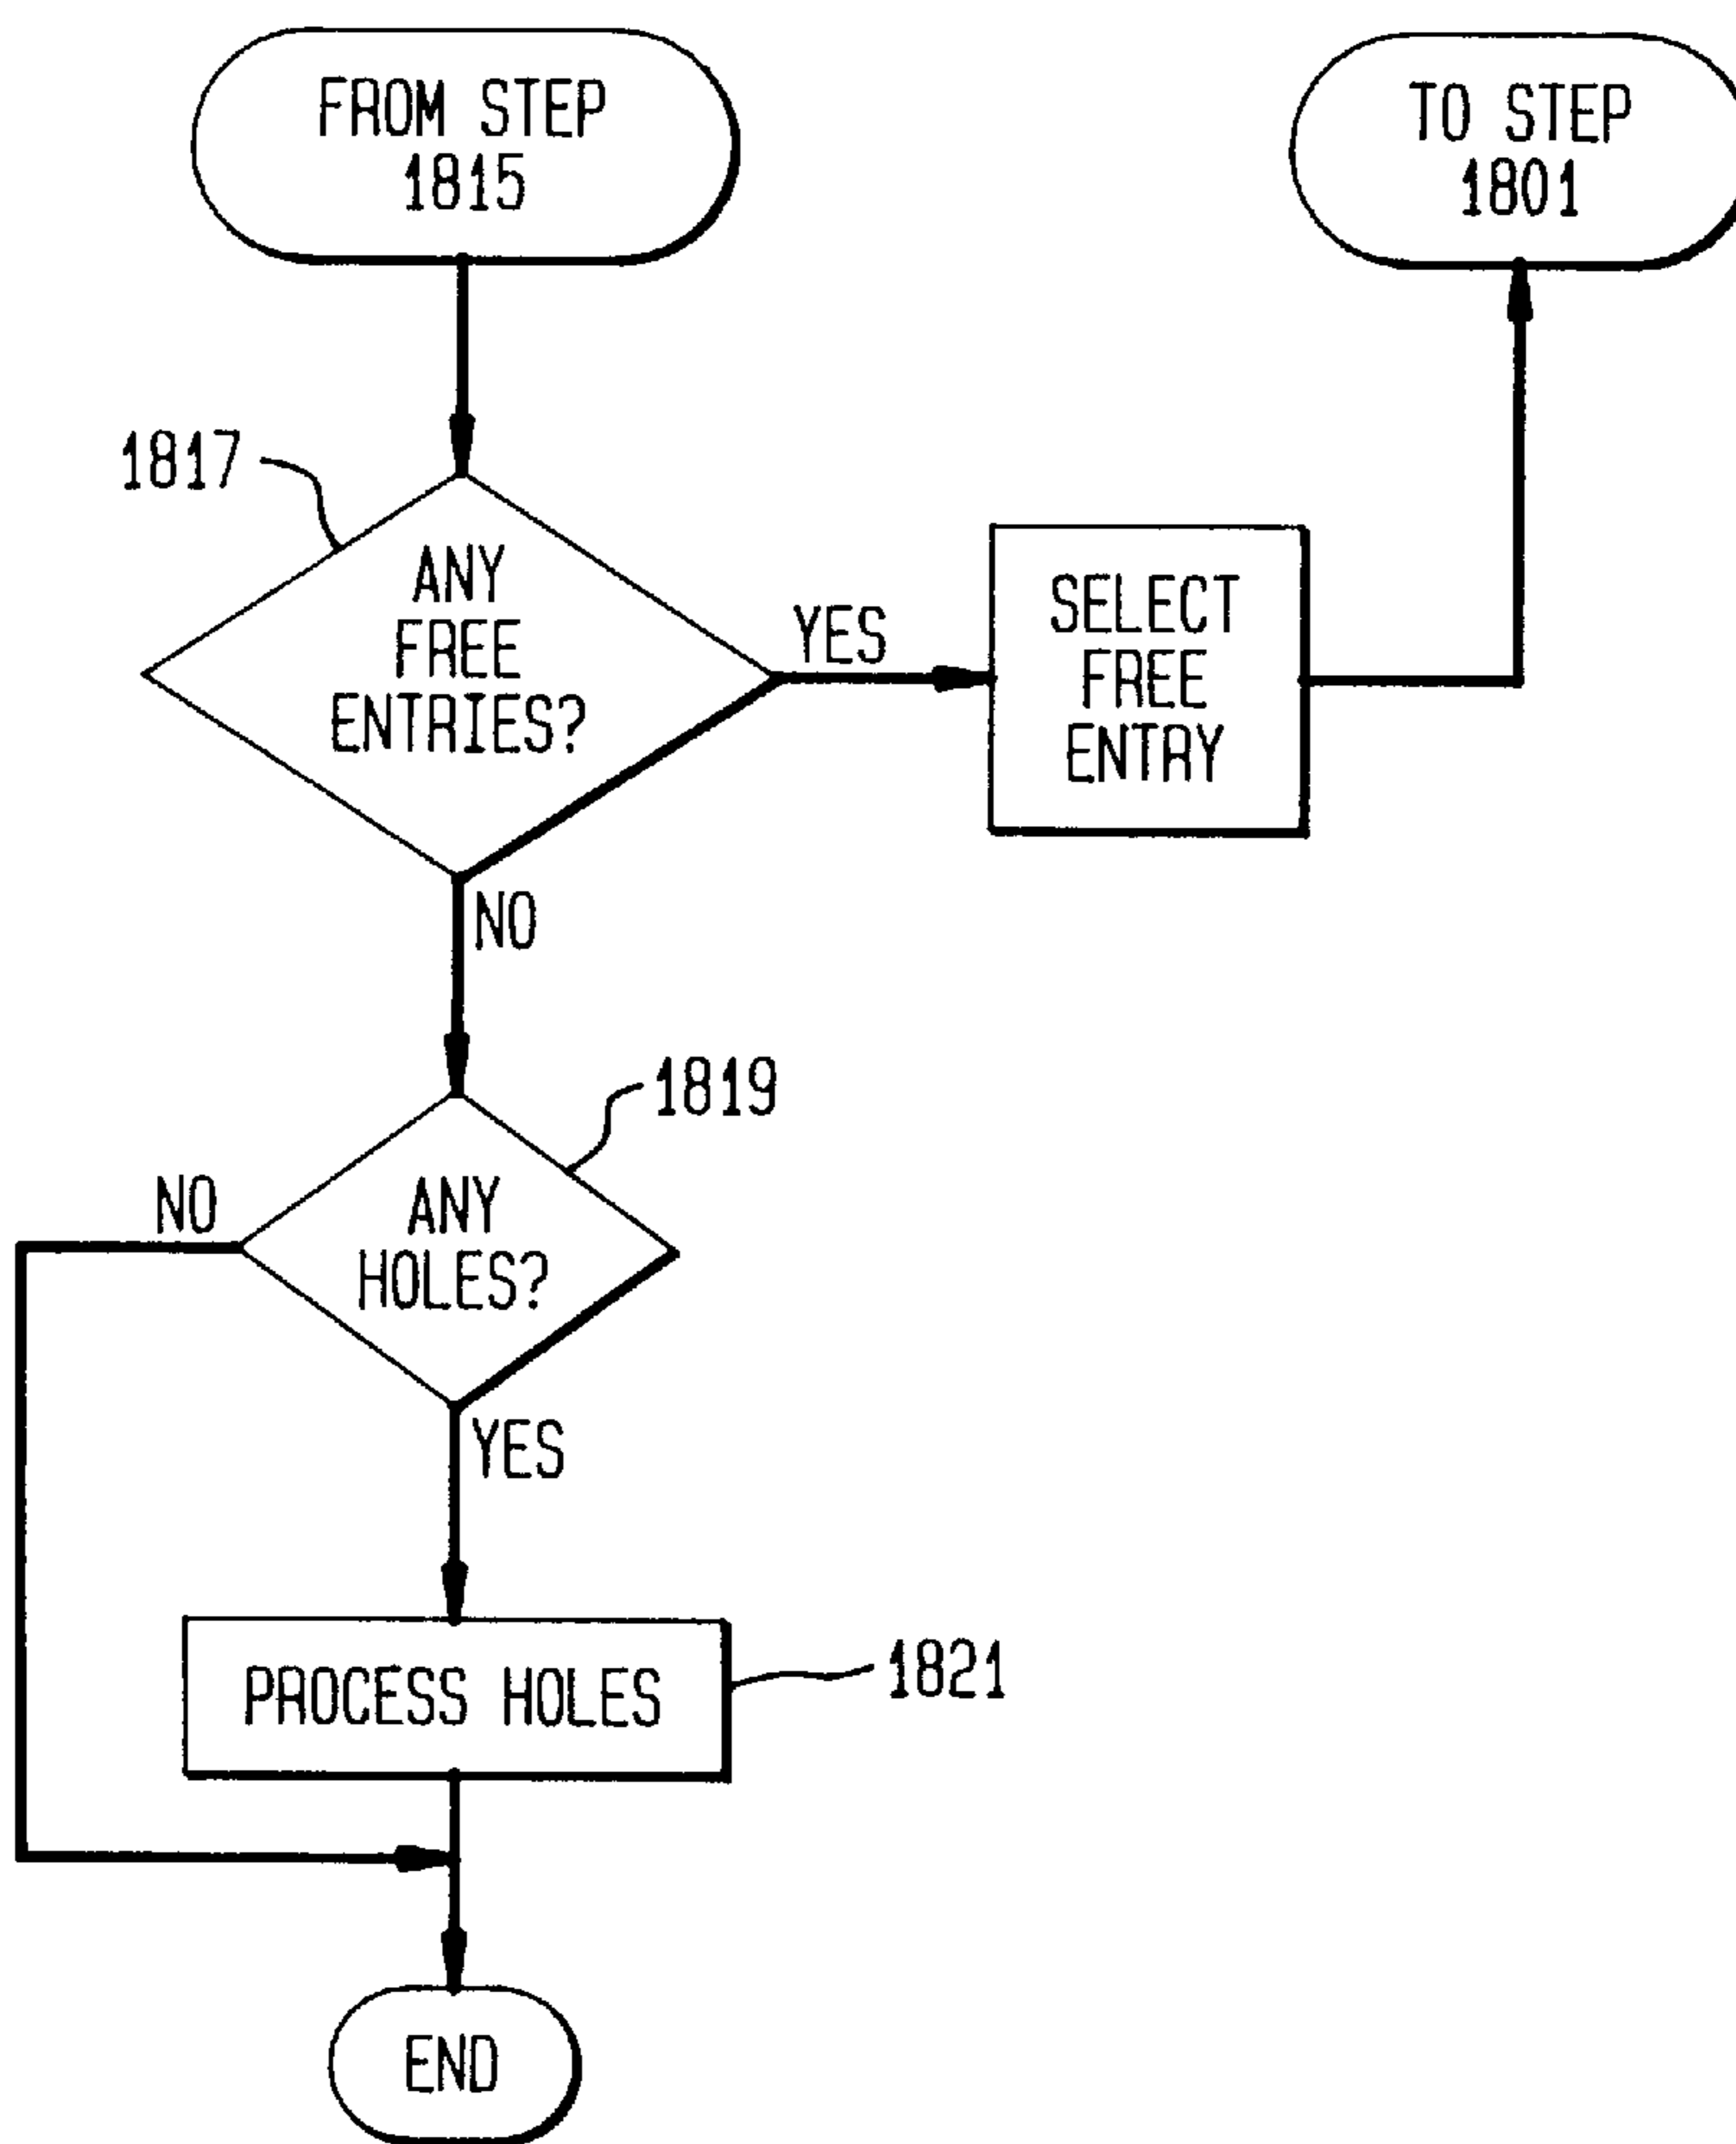 FROM STEP
1815
TO STEP
1801
1817
ANY
FREE
ENTRIES?
YES
SELECT
FREE
ENTRY
NO
1819
NO
ANY
HOLES?
YES
PROCESS HOLES
1821
END